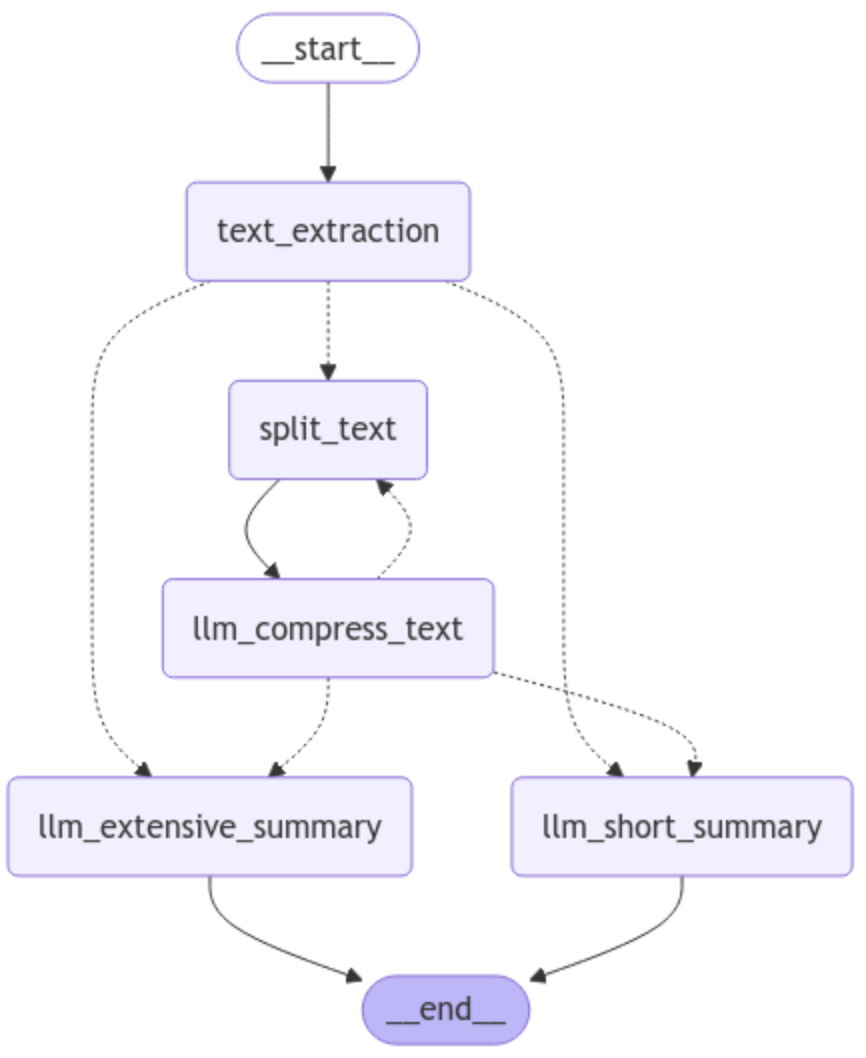 __start__
text_extraction
split_text
llm_compress_text
llm_extensive_summary
llm_short_summary
__end__